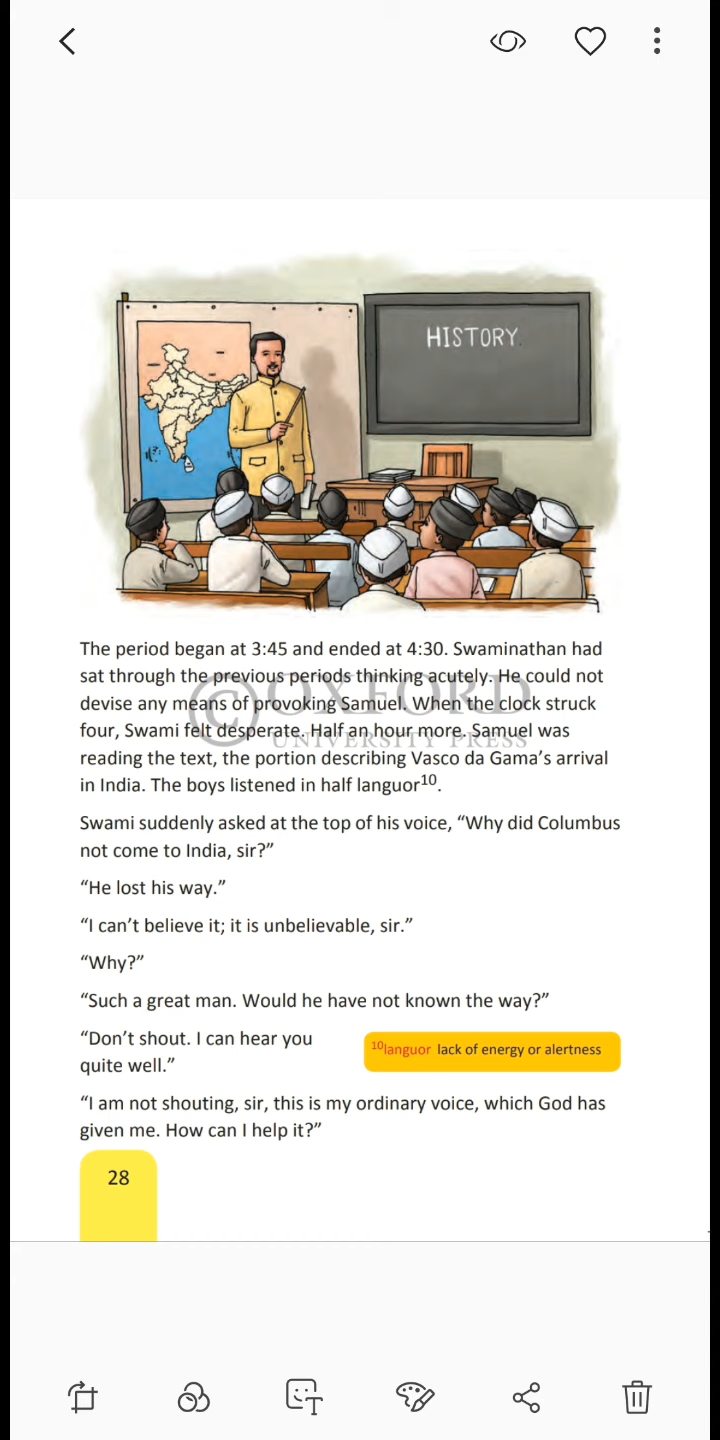 HISTORY.
The period began at 3:45 and ended at 4:30. Swaminathan had
sat through the previous periods thinking acutely. He could not
devise any means of provoking Samuel. When the clock struck
four, Swami felt desperate. Half an hour more. Samuel was
reading the text, the portion describing Vasco da Gama’s arrival
in India. The boys listened in half languor¹⁰.
© OXFORD
UNIVERSITY PRESS
Swami suddenly asked at the top of his voice, “Why did Columbus
not come to India, sir?”
“He lost his way.”
“I can’t believe it; it is unbelievable, sir.”
“Why?”
“Such a great man. Would he have not known the way?”
“Don’t shout. I can hear you
quite well.”
¹⁰languor lack of energy or alertness
“I am not shouting, sir, this is my ordinary voice, which God has
given me. How can I help it?”
28